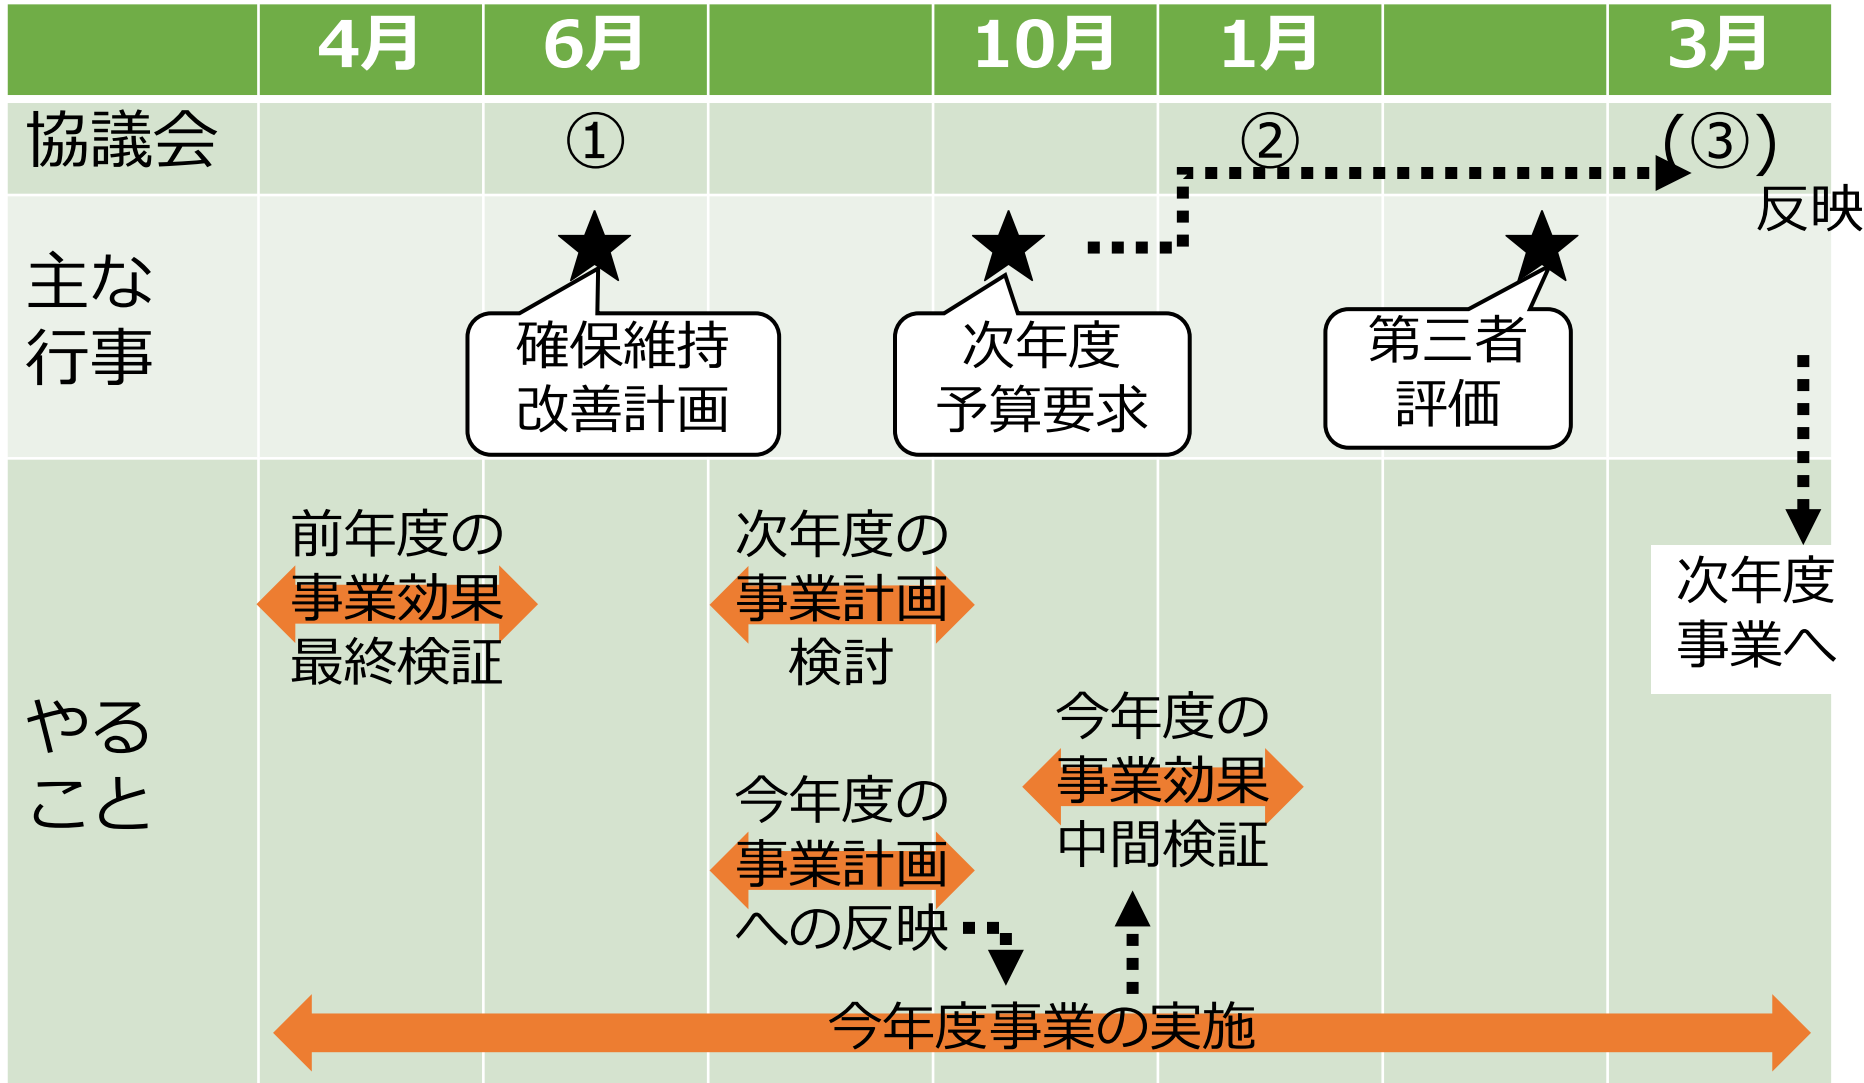 4月 6月 10月 1月 3月
協議会 ① ② (③)
反映
主な
行事
確保維持
改善計画
次年度
予算要求
第三者
評価
やる
こと
前年度の
事業効果
最終検証
次年度の
事業計画
検討
次年度
事業へ
今年度の
事業効果
中間検証
今年度の
事業計画
への反映
今年度事業の実施